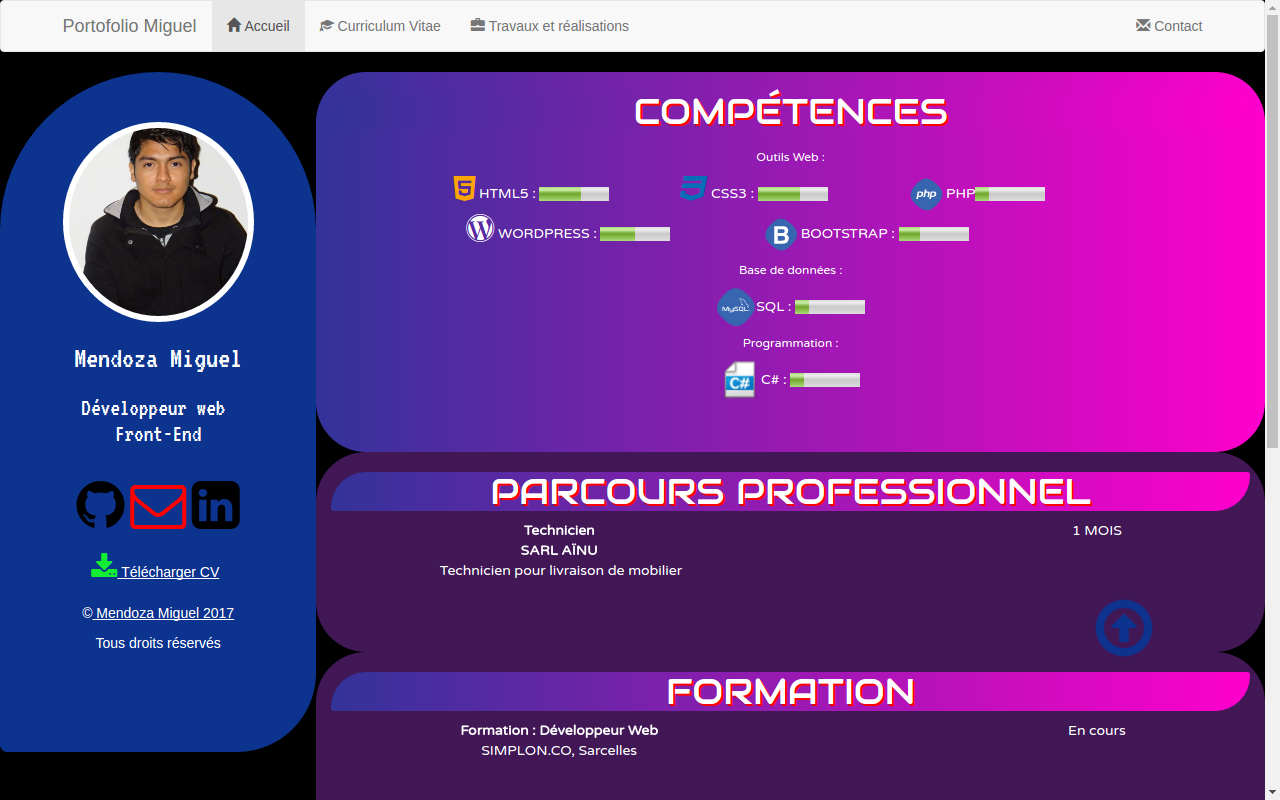 Portofolio Miguel Accueil Curriculum Vitae Travaux et réalisations Contact
Mendoza Miguel
Développeur web
Front-End
Télécharger CV
© Mendoza Miguel 2017
Tous droits réservés
COMPÉTENCES
Outils Web :
HTML5 : CSS3 : php PHP
WORDPRESS : B BOOTSTRAP :
Base de données :
MySQL SQL :
Programmation :
C# C# :
PARCOURS PROFESSIONNEL
Technicien 1 MOIS
SARL AÏNU
Technicien pour livraison de mobilier
FORMATION
Formation : Développeur Web En cours
SIMPLON.CO, Sarcelles